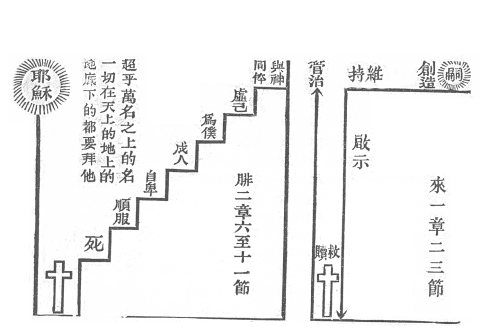 嗣
創造
維持
管治
來一章二三節
啟示
救贖
與神
同
虛己
爲僕
成人
自卑
順服
死
腓二章六至十一節
超乎萬名之上的名
一切在天上的地上的
地底下的都要拜他
耶穌